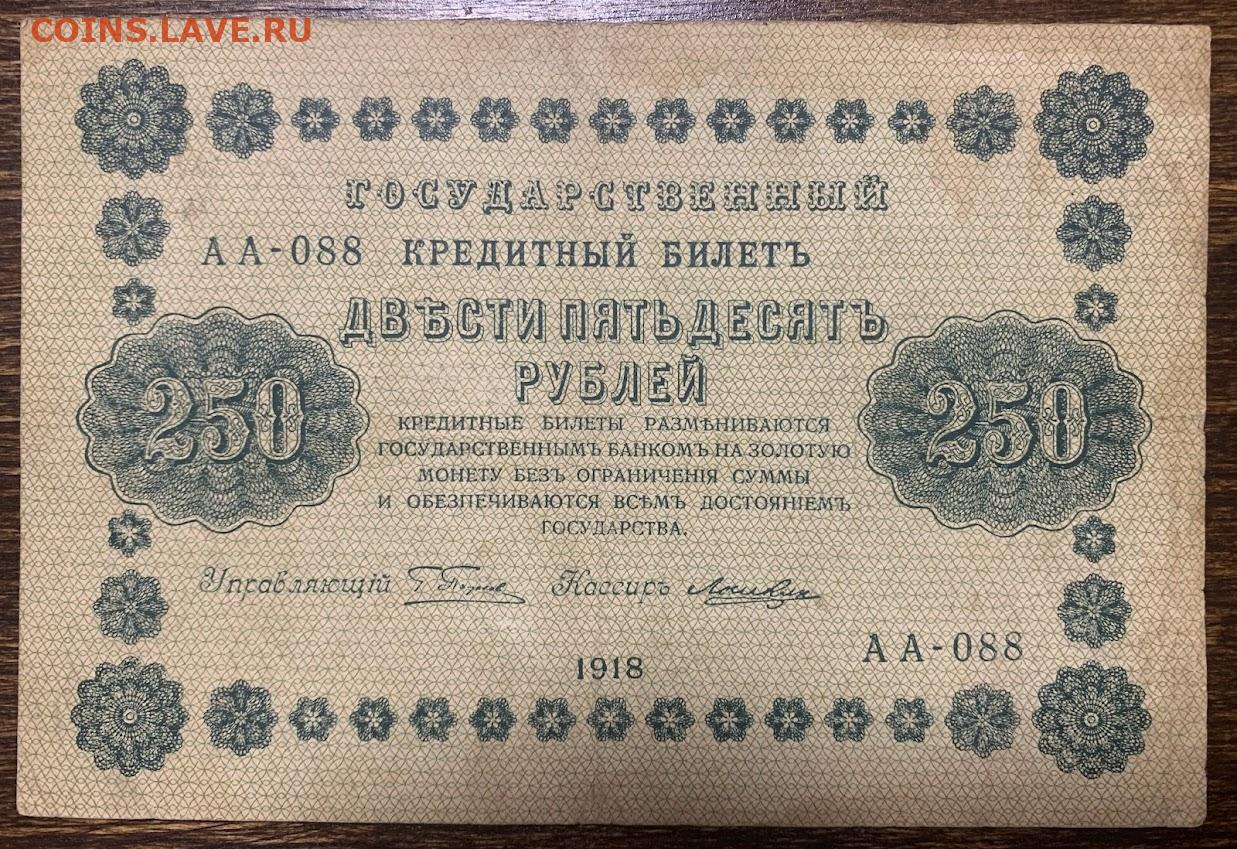 COINS.LAVE.RU
ГОСУДАРСТВЕННЫЙ
АА-088 КРЕДИТНЫЙ БИЛЕТЪ
ДВѢСТИ ПЯТЬДЕСЯТЪ
РУБЛЕЙ
250
250
КРЕДИТНЫЕ БИЛЕТЫ РАЗМѢНИВАЮТСЯ
ГОСУДАРСТВЕННЫМЪ БАНКОМЪ НА ЗОЛОТУЮ
МОНЕТУ БЕЗЪ ОГРАНИЧЕНІЯ СУММЫ
И ОБЕЗПЕЧИВАЮТСЯ ВСѢМЪ ДОСТОЯНІЕМЪ
ГОСУДАРСТВА.
Управляющій Кассиръ
АА-088
1918